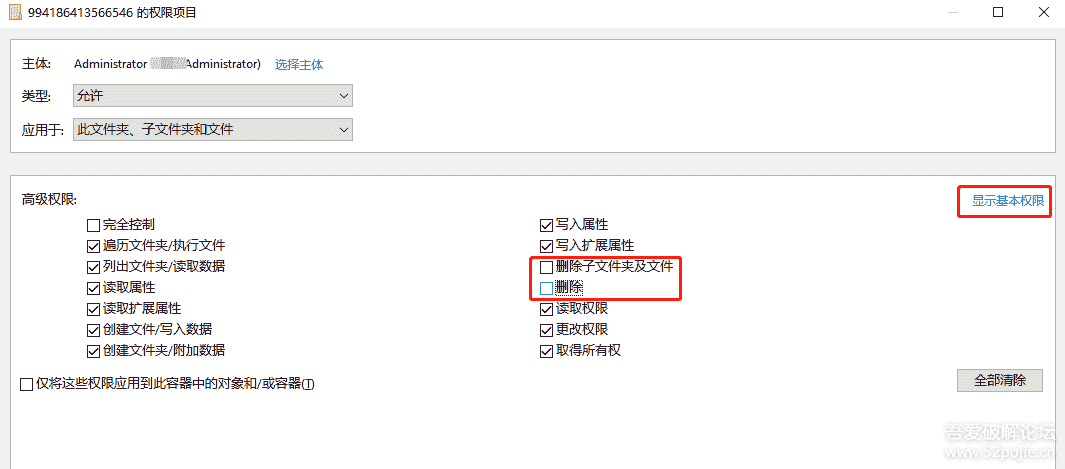 994186413566546 的权限项目
主体: Administrator Administrator) 选择主体
类型: 允许
应用于: 此文件夹、子文件夹和文件
高级权限:
显示基本权限
完全控制
遍历文件夹/执行文件
列出文件夹/读取数据
读取属性
读取扩展属性
创建文件/写入数据
创建文件夹/附加数据
写入属性
写入扩展属性
删除子文件夹及文件
删除
读取权限
更改权限
取得所有权
仅将这些权限应用到此容器中的对象和/或容器(T)
全部清除
吾爱破解论坛
www.52pojie.cn